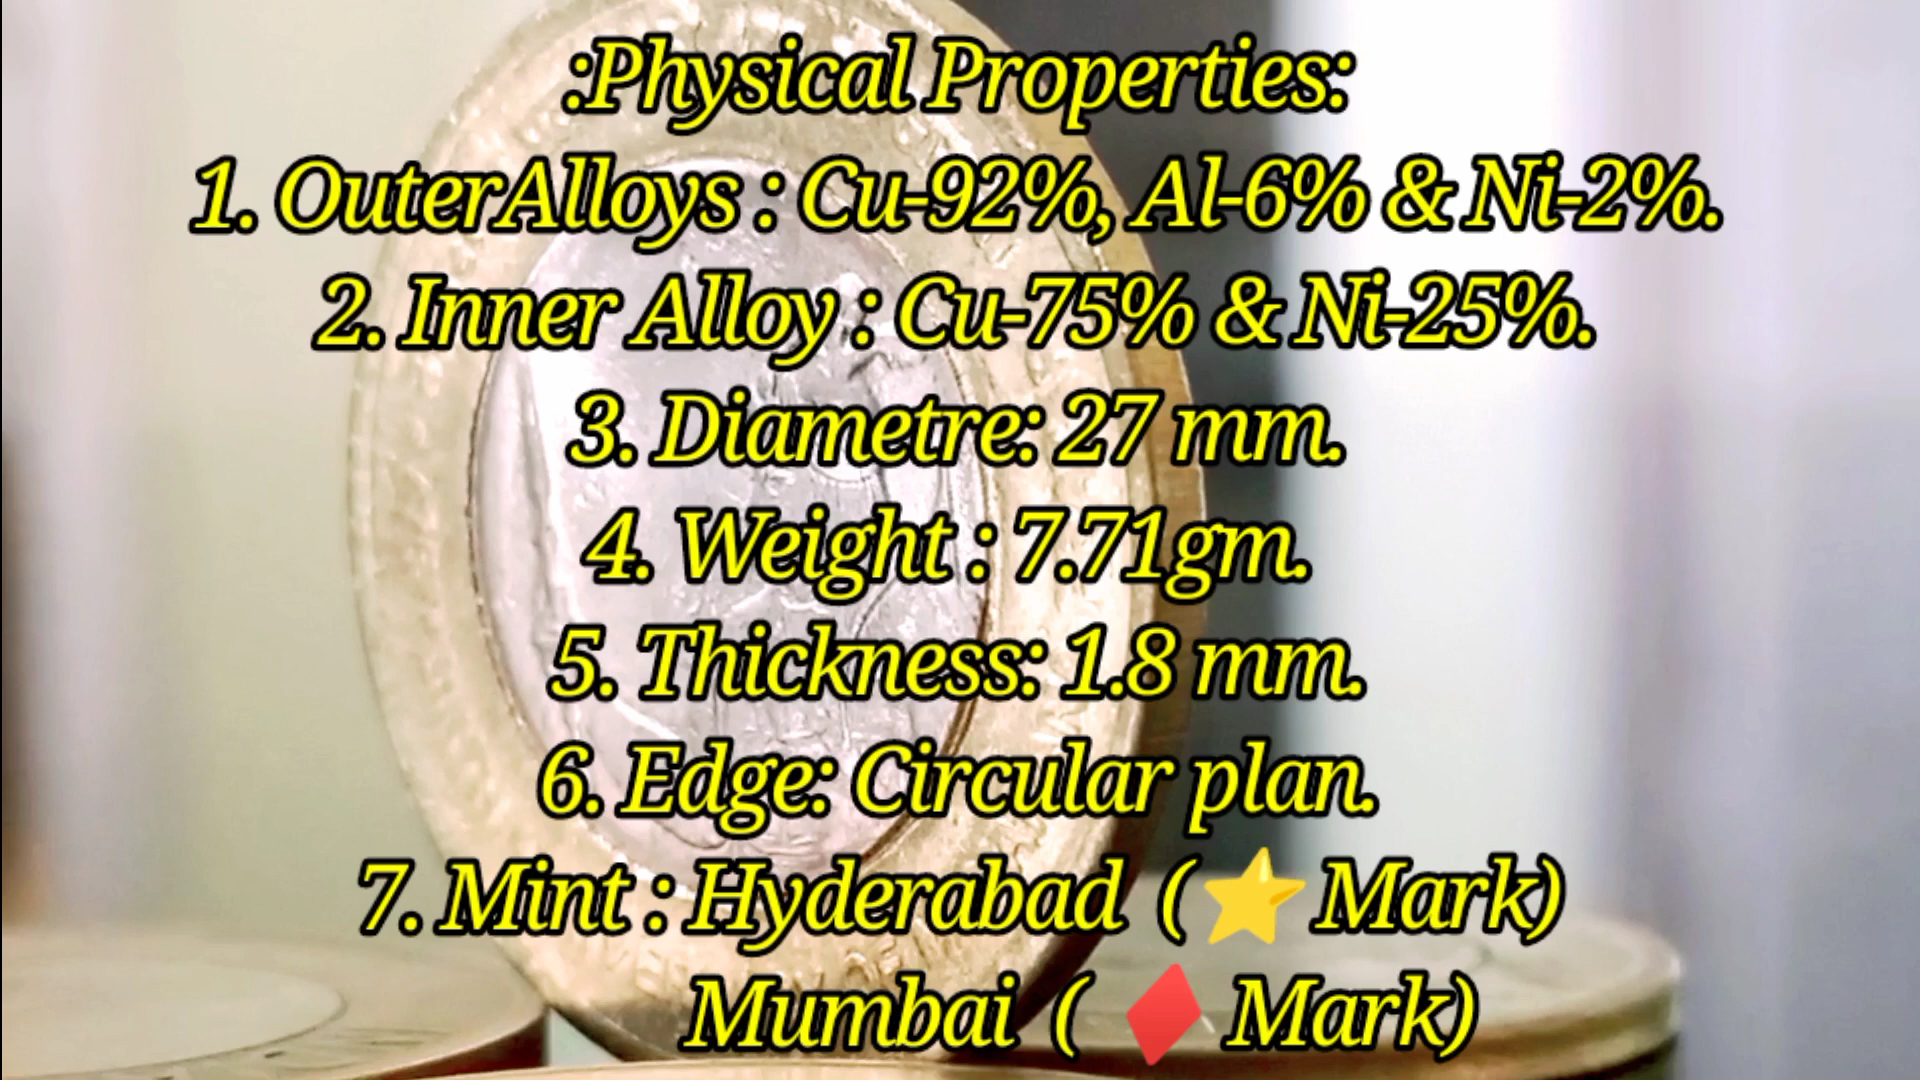 :Physical Properties:
1. OuterAlloys : Cu-92%, Al-6% & Ni-2%.
2. Inner Alloy : Cu-75% & Ni-25%.
3. Diametre: 27 mm.
4. Weight : 7.71gm.
5. Thickness: 1.8 mm.
6. Edge: Circular plan.
7. Mint : Hyderabad (⭐ Mark)
Mumbai ( ♦️ Mark)